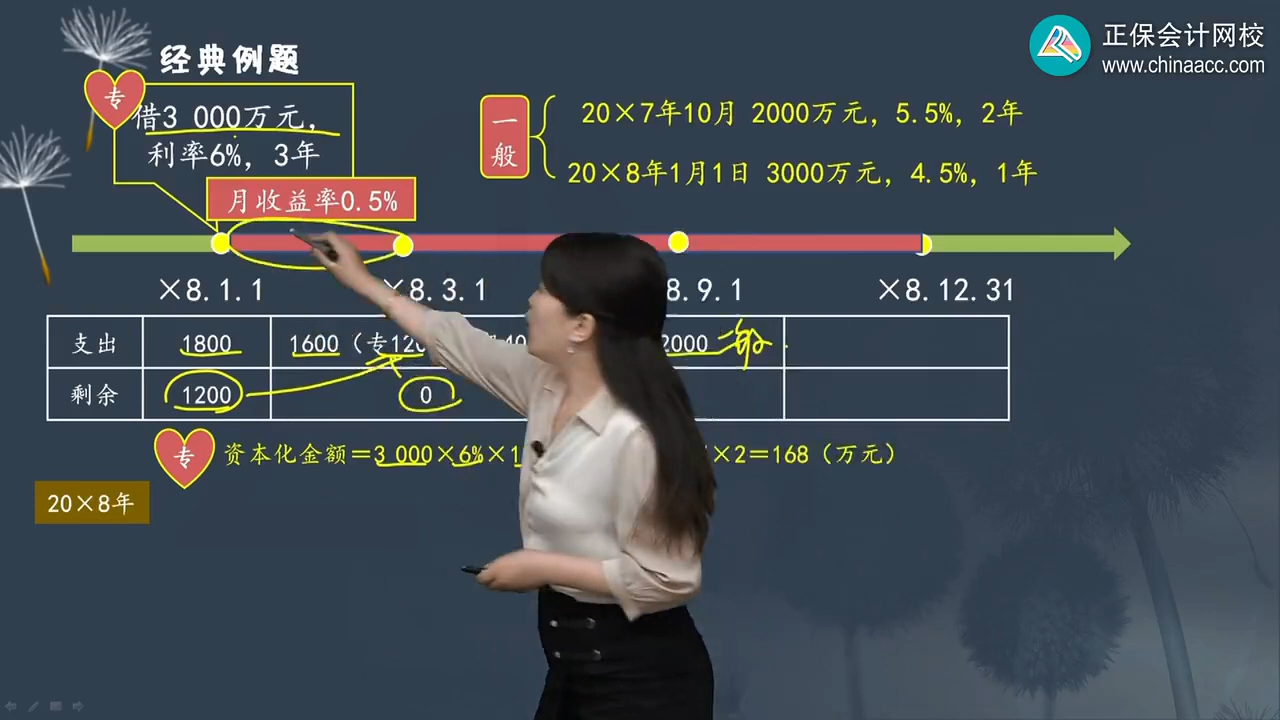 经典例题
正保会计网校
www.chinaacc.com
专
借3 000万元,
利率6%, 3年
一般
20×7年10月 2000万元, 5.5%, 2年
20×8年1月1日 3000万元, 4.5%, 1年
月收益率0.5%
×8.1.1 ×8.3.1 8.9.1 ×8.12.31
支出 1800 1600（专120 2000
剩余 1200 0
专 资本化金额=3 000×6%×1 ×2=168（万元）
20×8年